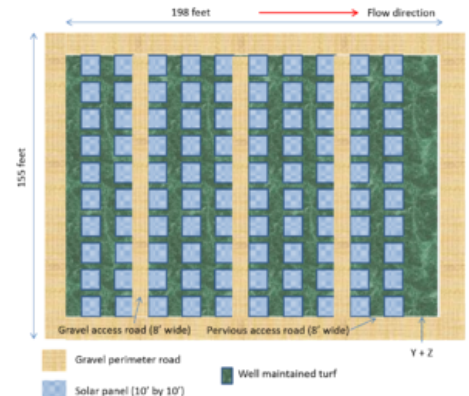 198 feet
Flow direction
155 feet
Gravel access road (8' wide)
Pervious access road (8' wide)
Y + Z
Gravel perimeter road
Well maintained turf
Solar panel (10' by 10')